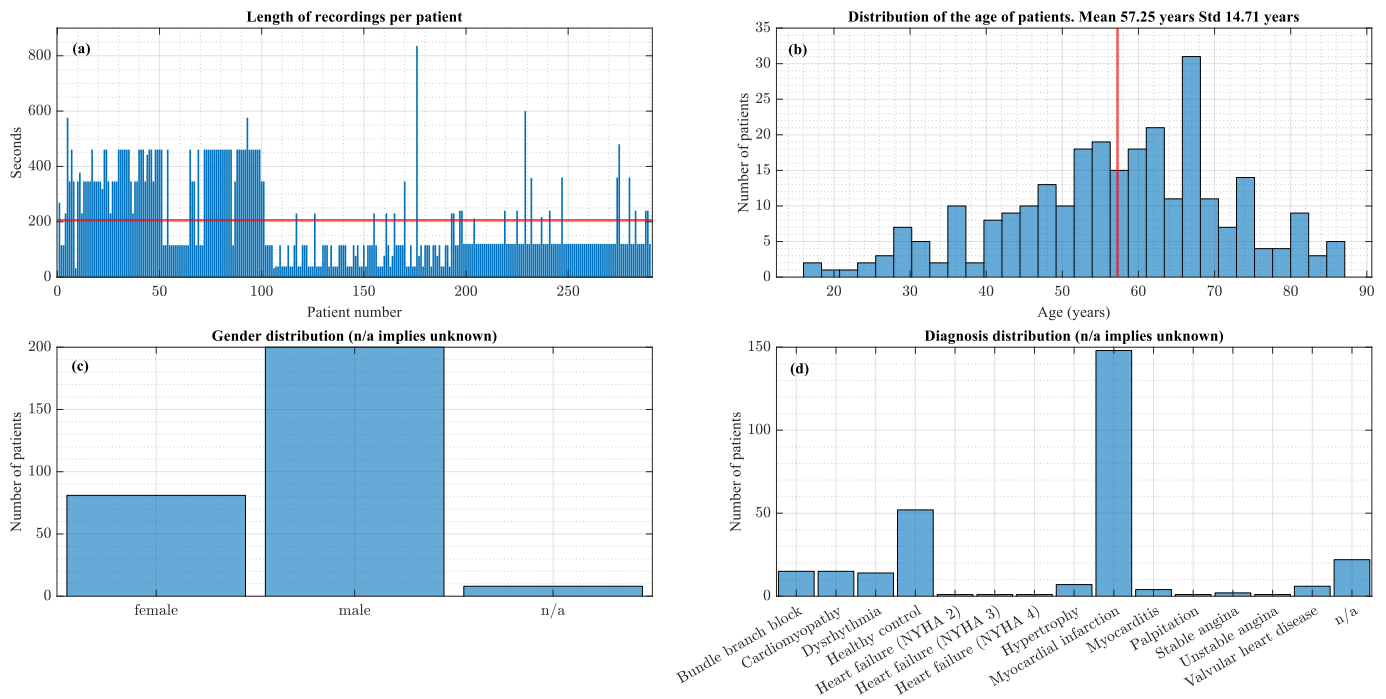 Length of recordings per patient
(a)
800
600
400
200
0
Seconds
0 50 100 150 200 250
Patient number
Distribution of the age of patients. Mean 57.25 years Std 14.71 years
(b)
35
30
25
20
15
10
5
0
Number of patients
20 30 40 50 60 70 80 90
Age (years)
Gender distribution (n/a implies unknown)
(c)
200
150
100
50
0
Number of patients
female male n/a
Diagnosis distribution (n/a implies unknown)
(d)
150
100
50
0
Number of patients
Bundle branch block
Cardiomyopathy
Dysrhythmia
Healthy control
Heart failure (NYHA 2)
Heart failure (NYHA 3)
Heart failure (NYHA 4)
Hypertrophy
Myocardial infarction
Myocarditis
Palpitation
Stable angina
Unstable angina
Valvular heart disease
n/a